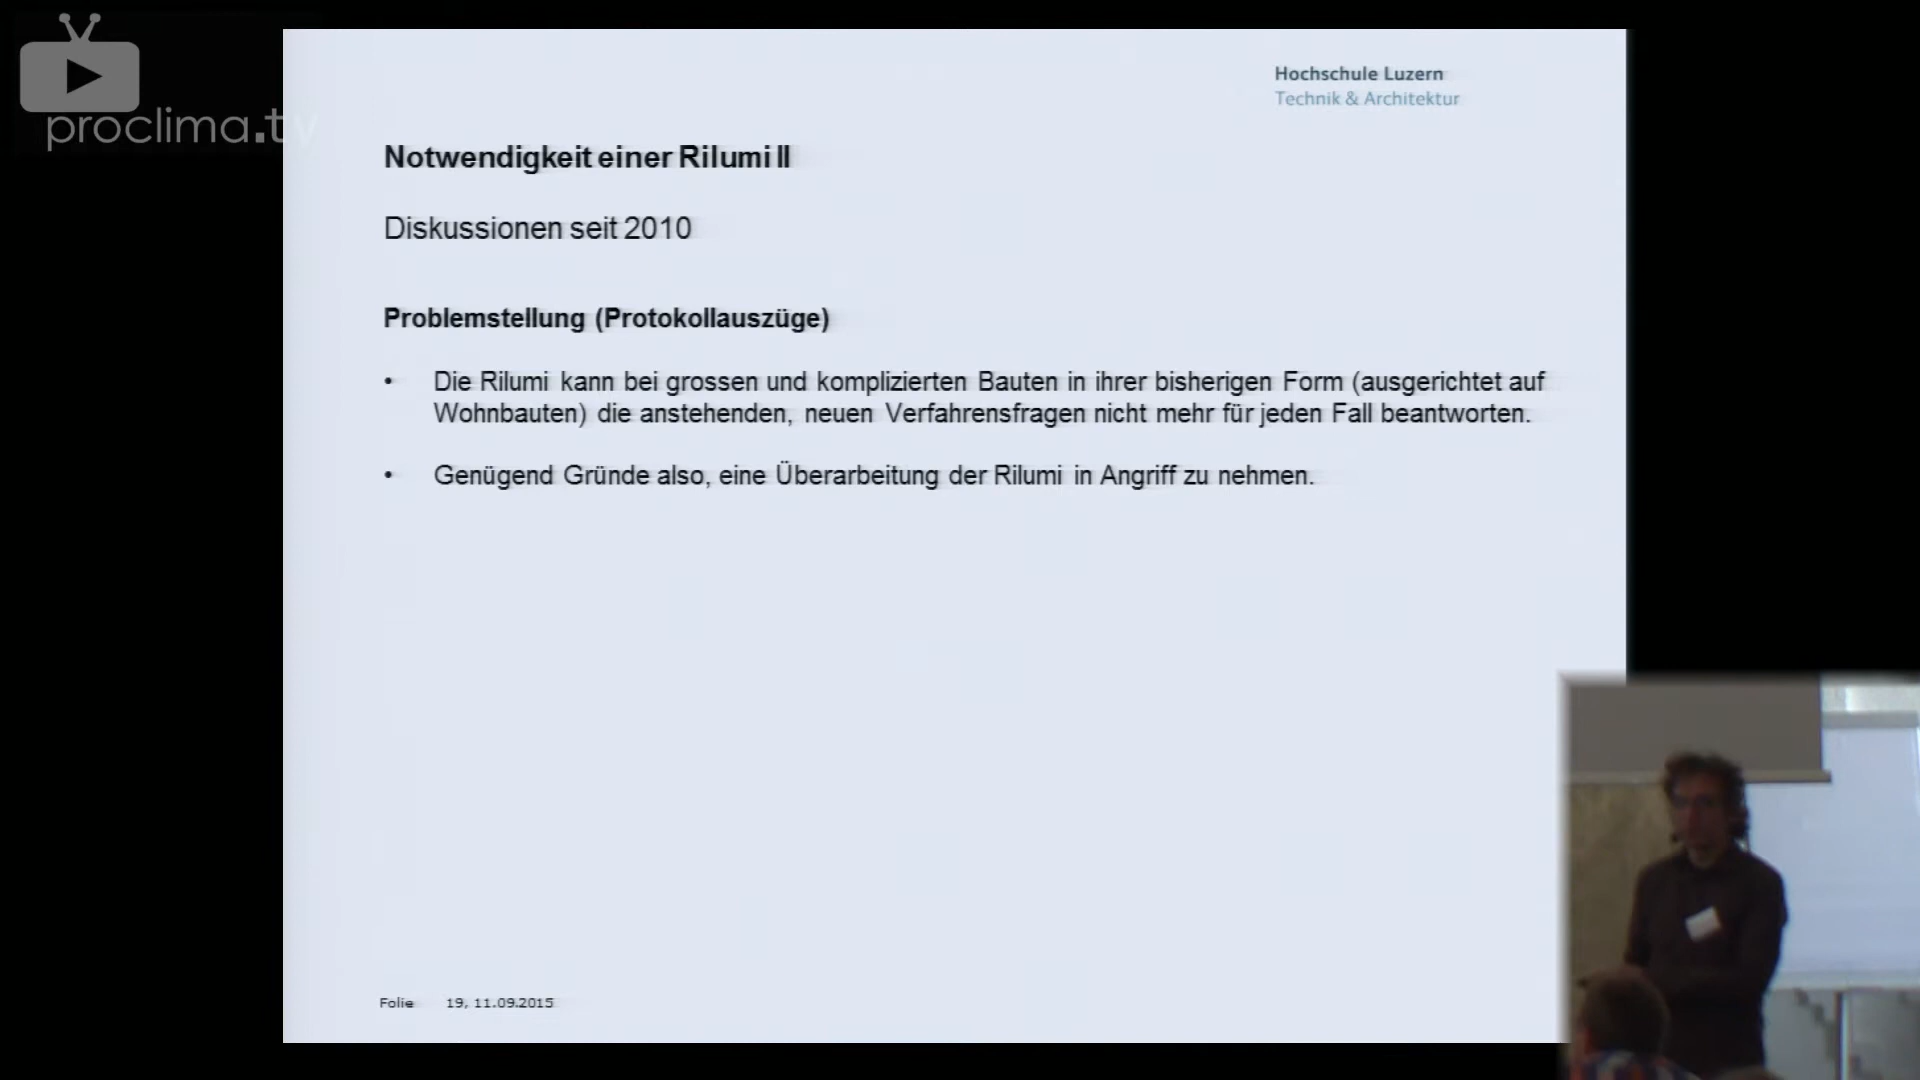 proclima.tv
Hochschule Luzern
Technik & Architektur
Notwendigkeit einer Rilumi II
Diskussionen seit 2010
Problemstellung (Protokollauszüge)
• Die Rilumi kann bei grossen und komplizierten Bauten in ihrer bisherigen Form (ausgerichtet auf
Wohnbauten) die anstehenden, neuen Verfahrensfragen nicht mehr für jeden Fall beantworten.
• Genügend Gründe also, eine Überarbeitung der Rilumi in Angriff zu nehmen.
Folie 19, 11.09.2015